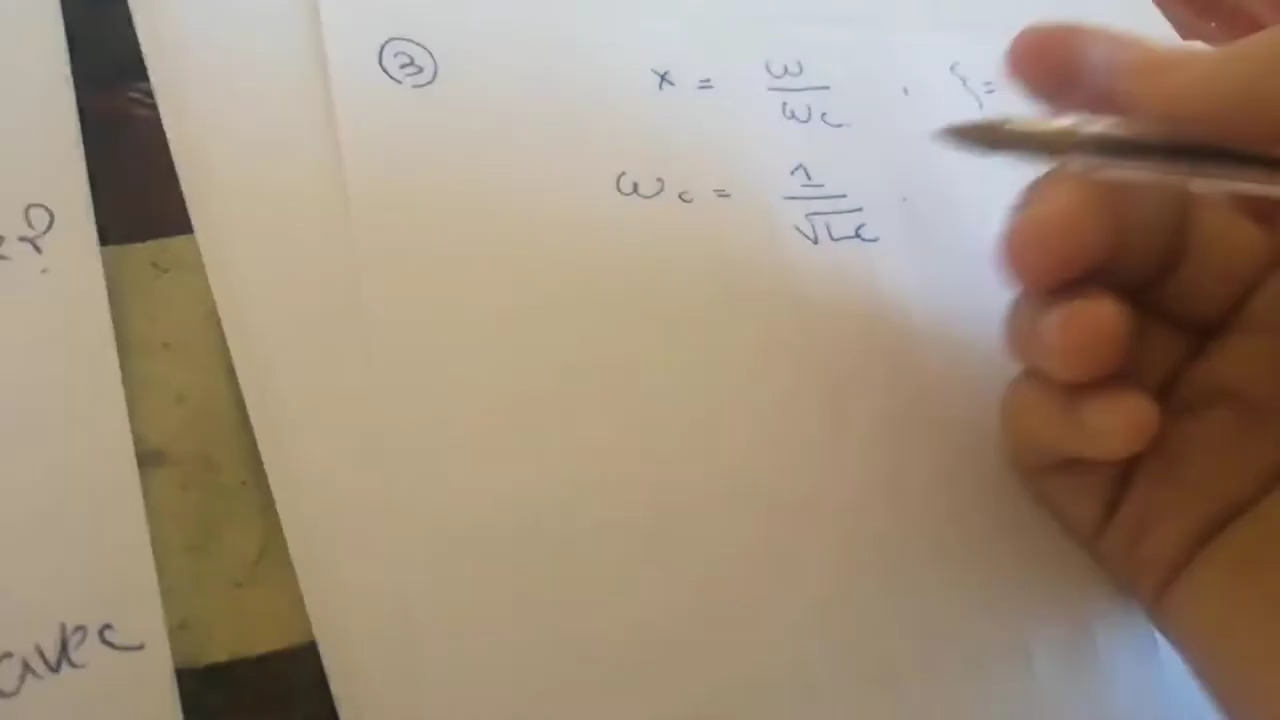 ③ x = ω/ωc , ξ =
ωc = 1/√LC .
avec